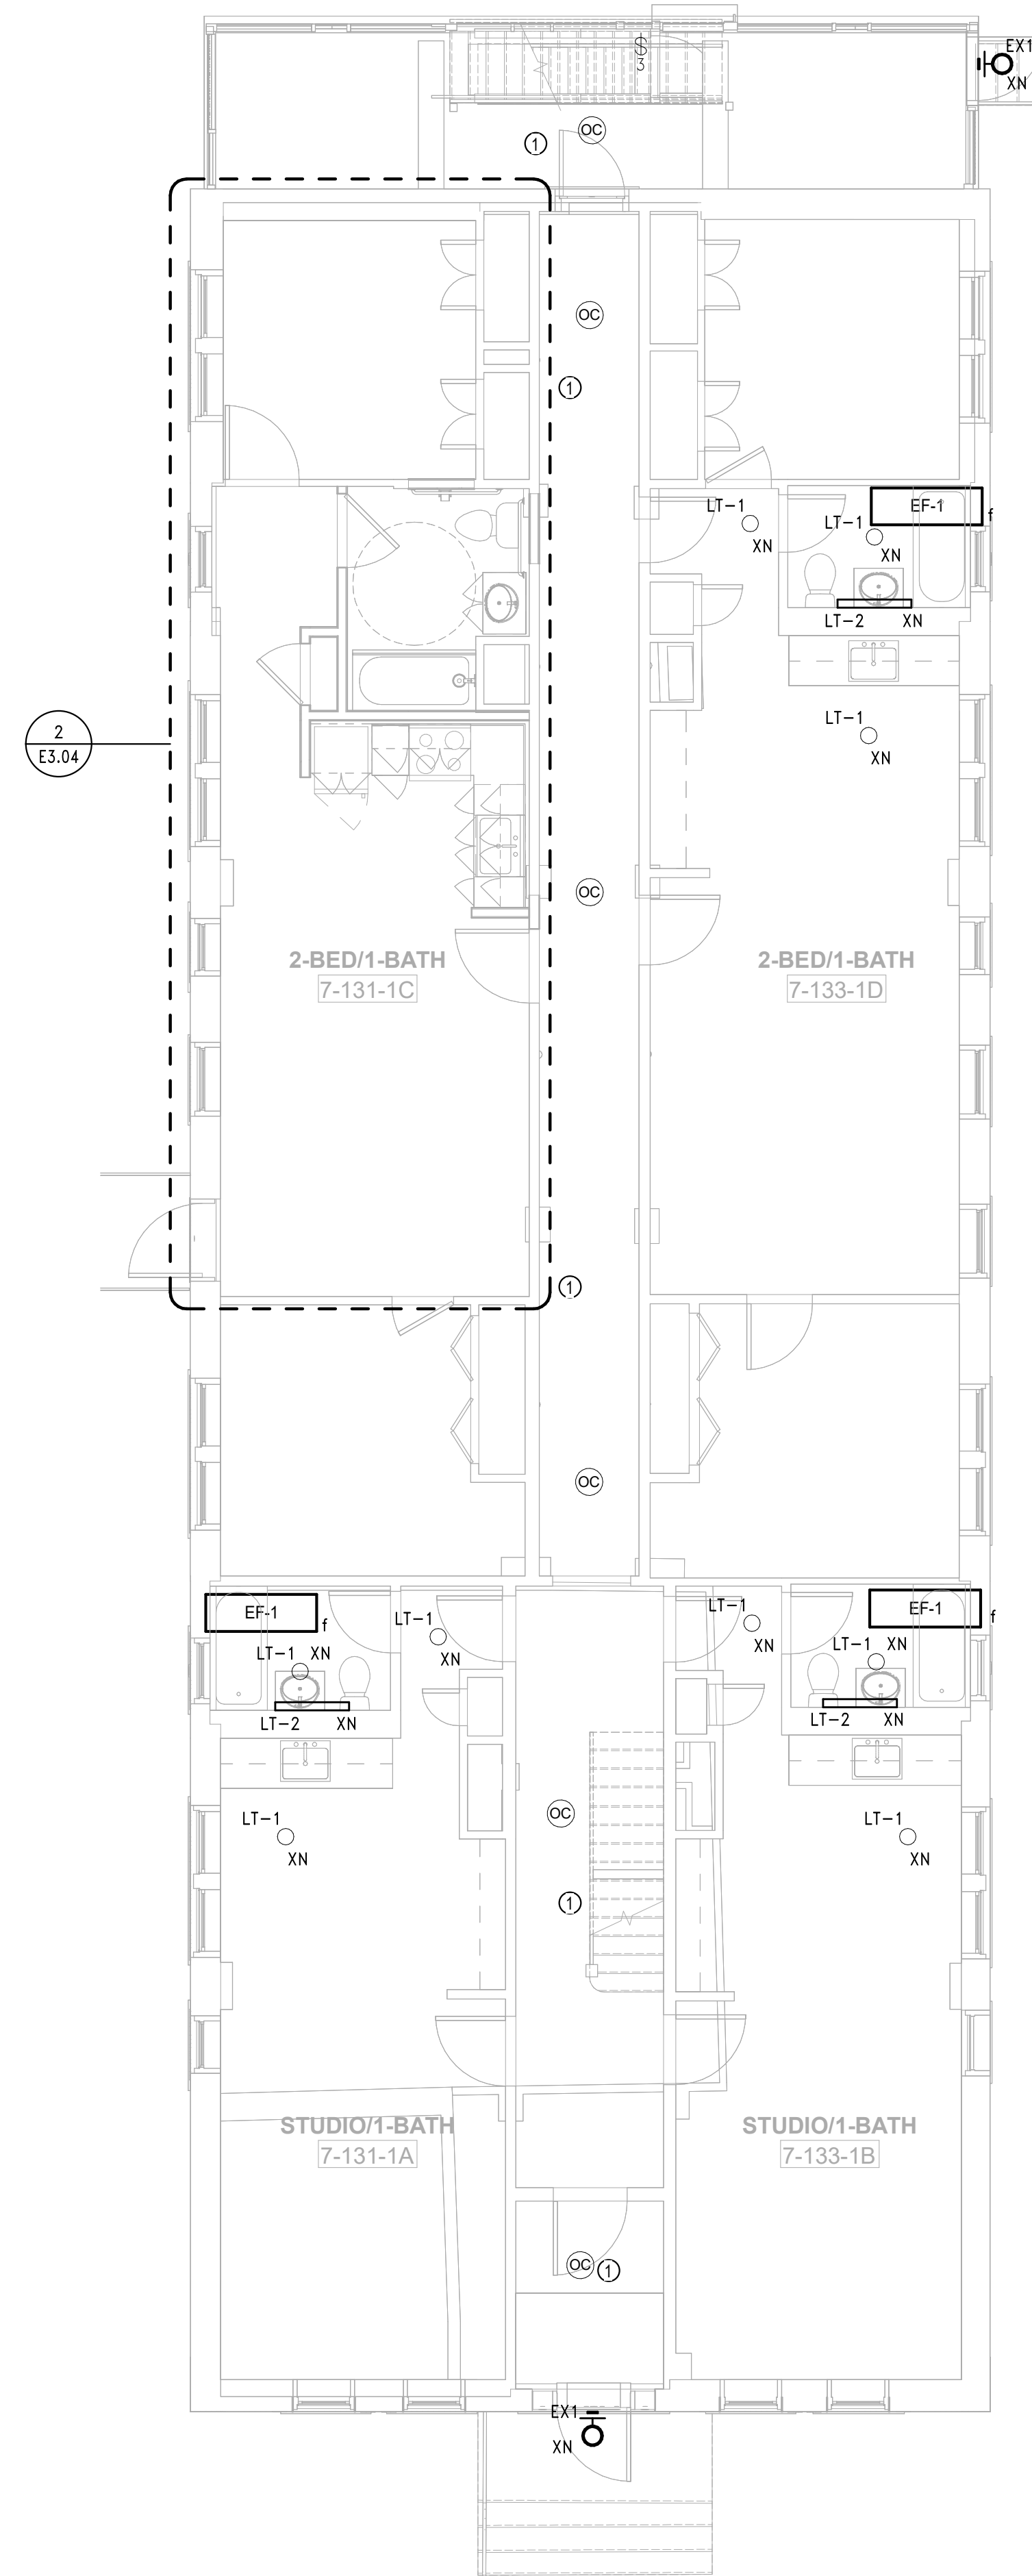 EX1
XN
$
3
OC
1
OC
1
LT-1
XN
LT-1
XN
EF-1
f
LT-2 XN
2
E3.04
LT-1
XN
OC
2-BED/1-BATH
7-131-1C
2-BED/1-BATH
7-133-1D
1
OC
EF-1
f
LT-1 XN
LT-2 XN
LT-1
XN
LT-1
XN
EF-1
f
LT-1 XN
LT-2 XN
LT-1
XN
OC
LT-1
XN
1
STUDIO/1-BATH
7-131-1A
STUDIO/1-BATH
7-133-1B
OC 1
EX1
XN